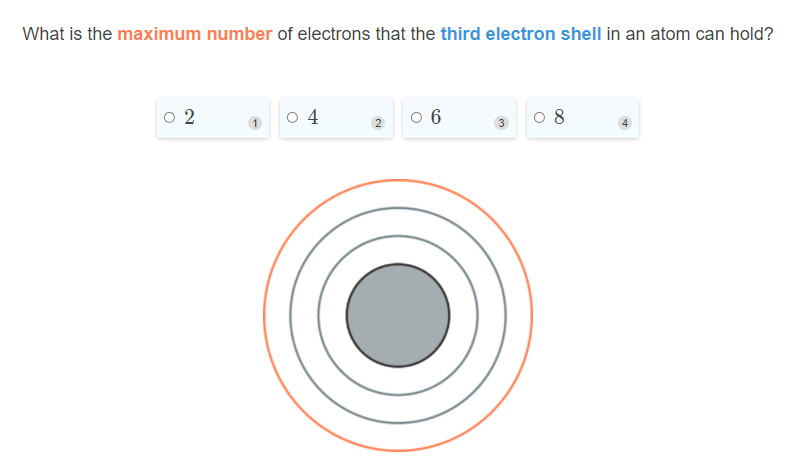 What is the maximum number of electrons that the third electron shell in an atom can hold?
2 1 4 2 6 3 8 4